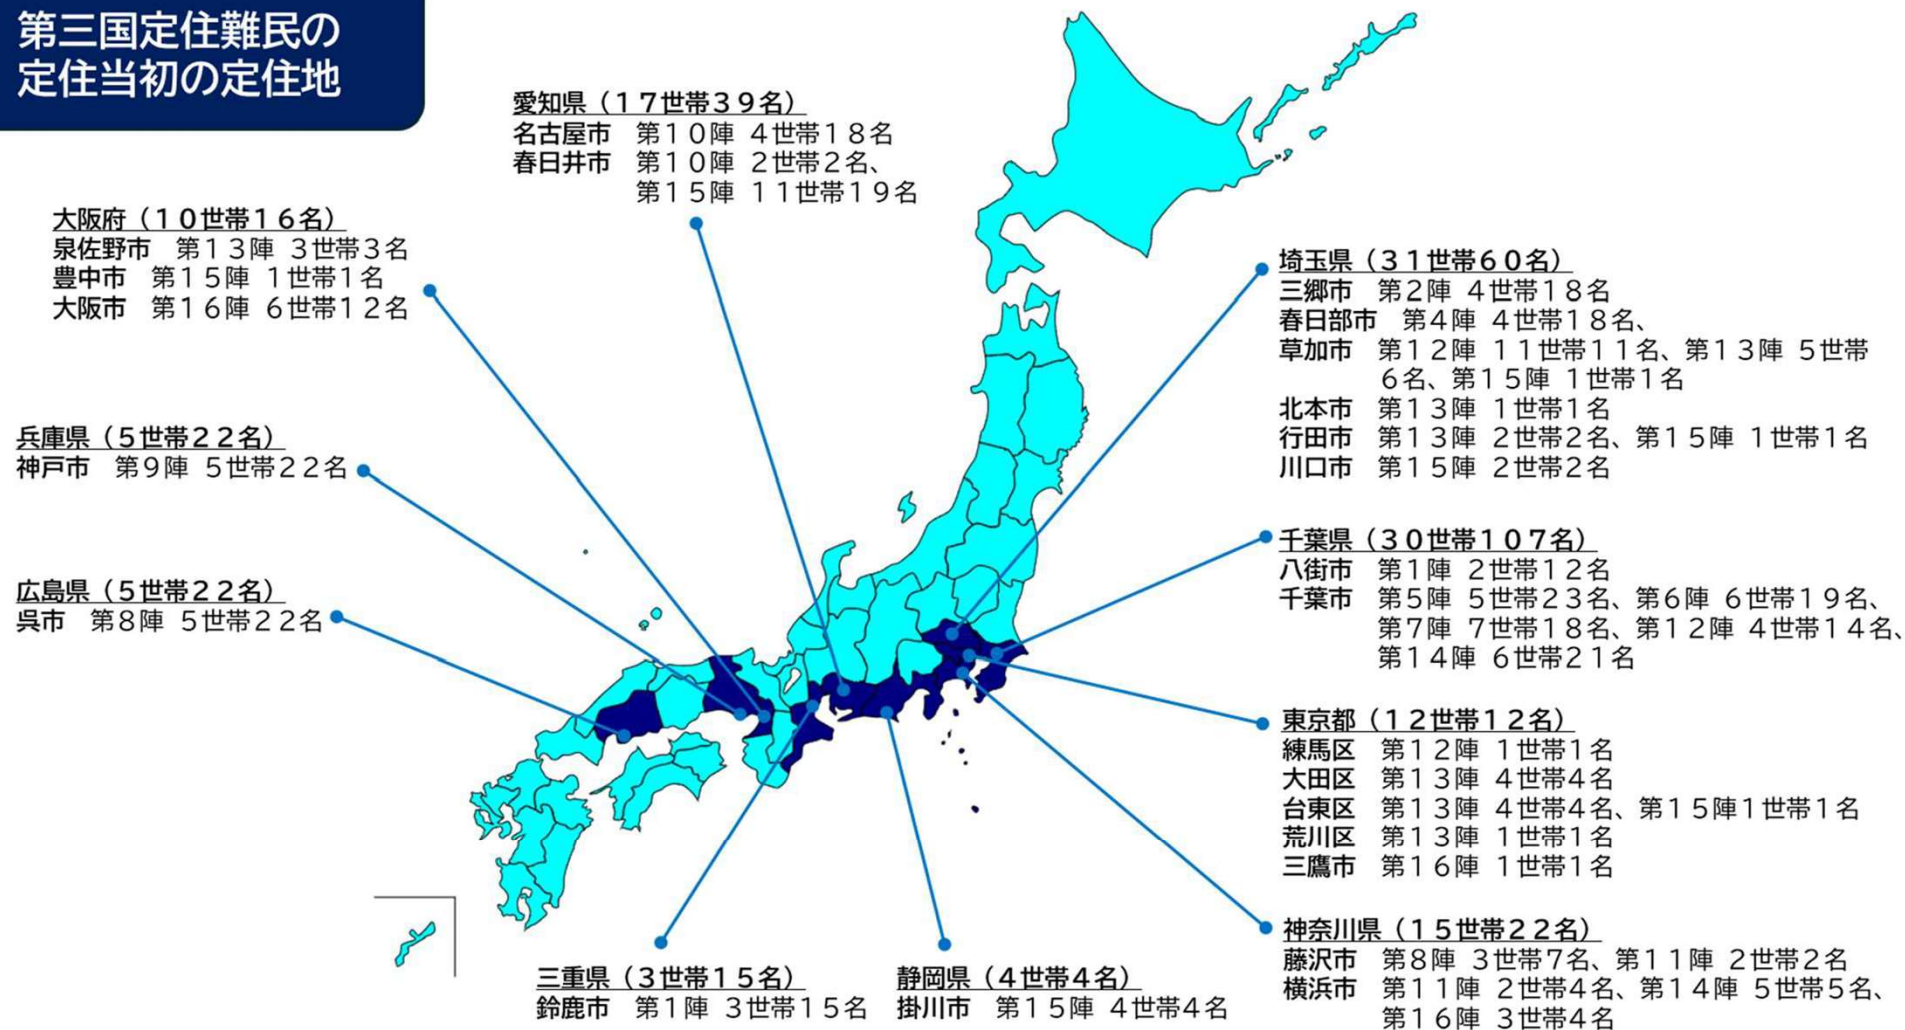 第三国定住難民の
定住当初の定住地
愛知県（１７世帯３９名）
名古屋市　第１０陣 ４世帯１８名
春日井市　第１０陣 ２世帯２名、
第１５陣 １１世帯１９名
大阪府（１０世帯１６名）
泉佐野市　第１３陣 ３世帯３名
豊中市　第１５陣 １世帯１名
大阪市　第１６陣 ６世帯１２名
兵庫県（５世帯２２名）
神戸市　第９陣 ５世帯２２名
広島県（５世帯２２名）
呉市　第８陣 ５世帯２２名
埼玉県（３１世帯６０名）
三郷市　第２陣 ４世帯１８名
春日部市　第４陣 ４世帯１８名、
草加市　第１２陣 １１世帯１１名、第１３陣 ５世帯
６名、第１５陣 １世帯１名
北本市　第１３陣 １世帯１名
行田市　第１３陣 ２世帯２名、第１５陣 １世帯１名
川口市　第１５陣 ２世帯２名
千葉県（３０世帯１０７名）
八街市　第１陣 ２世帯１２名
千葉市　第５陣 ５世帯２３名、第６陣 ６世帯１９名、
第７陣 ７世帯１８名、第１２陣 ４世帯１４名、
第１４陣 ６世帯２１名
東京都（１２世帯１２名）
練馬区　第１２陣 １世帯１名
大田区　第１３陣 ４世帯４名
台東区　第１３陣 ４世帯４名、第１５陣１世帯１名
荒川区　第１３陣 １世帯１名
三鷹市　第１６陣 １世帯１名
神奈川県（１５世帯２２名）
藤沢市　第８陣 ３世帯７名、第１１陣 ２世帯２名
横浜市　第１１陣 ２世帯４名、第１４陣 ５世帯５名、
第１６陣 ３世帯４名
三重県（３世帯１５名）
鈴鹿市　第１陣 ３世帯１５名
静岡県（４世帯４名）
掛川市　第１５陣 ４世帯４名